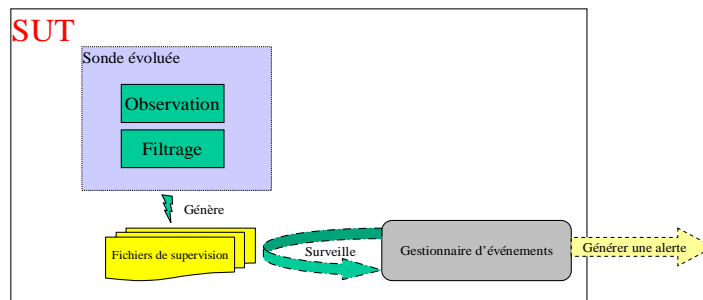 SUT
Sonde évoluée
Observation
Filtrage
Génère
Fichiers de supervision
Surveille
Gestionnaire d’événements
Générer une alerte